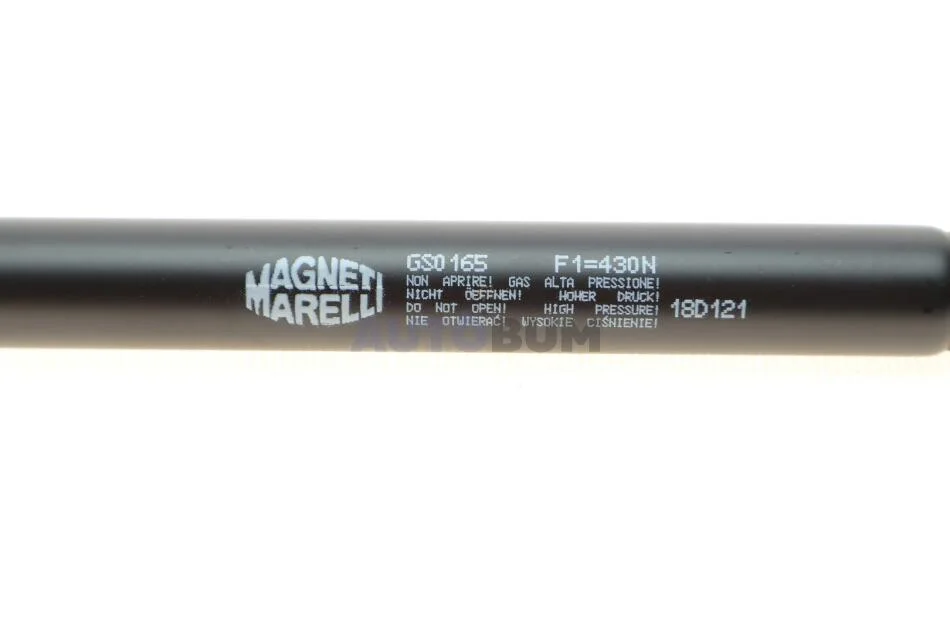 MAGNETI
MARELLI
GS0165 F1=430N
NON APRIRE! GAS ALTA PRESSIONE!
NICHT ÖEFFNEN! HOHER DRUCK!
DO NOT OPEN! HIGH PRESSURE!
NIE OTWIERAĆ! WYSOKIE CIŚNIENIE!
18D121
AUTOBUM